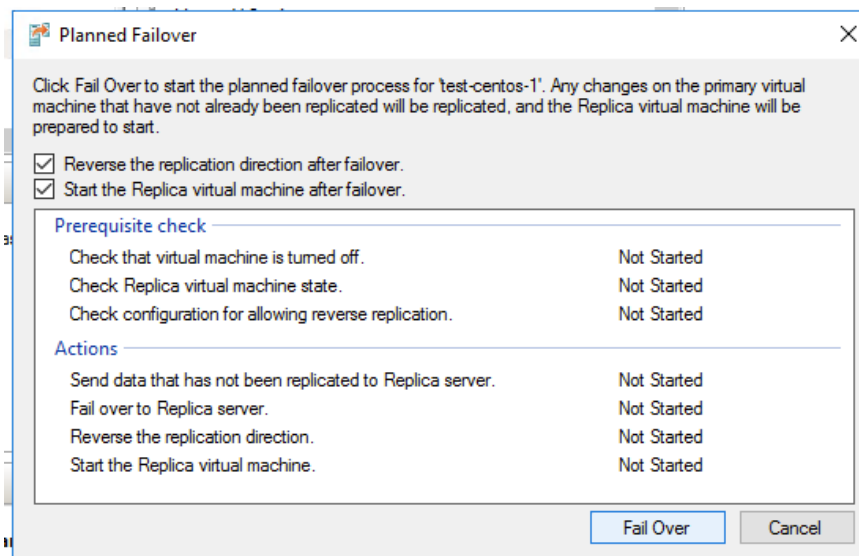 Planned Failover
Click Fail Over to start the planned failover process for 'test-centos-1'. Any changes on the primary virtual
machine that have not already been replicated will be replicated, and the Replica virtual machine will be
prepared to start.
Reverse the replication direction after failover.
Start the Replica virtual machine after failover.
Prerequisite check
Check that virtual machine is turned off. Not Started
Check Replica virtual machine state. Not Started
Check configuration for allowing reverse replication. Not Started
Actions
Send data that has not been replicated to Replica server. Not Started
Fail over to Replica server. Not Started
Reverse the replication direction. Not Started
Start the Replica virtual machine. Not Started
Fail Over Cancel